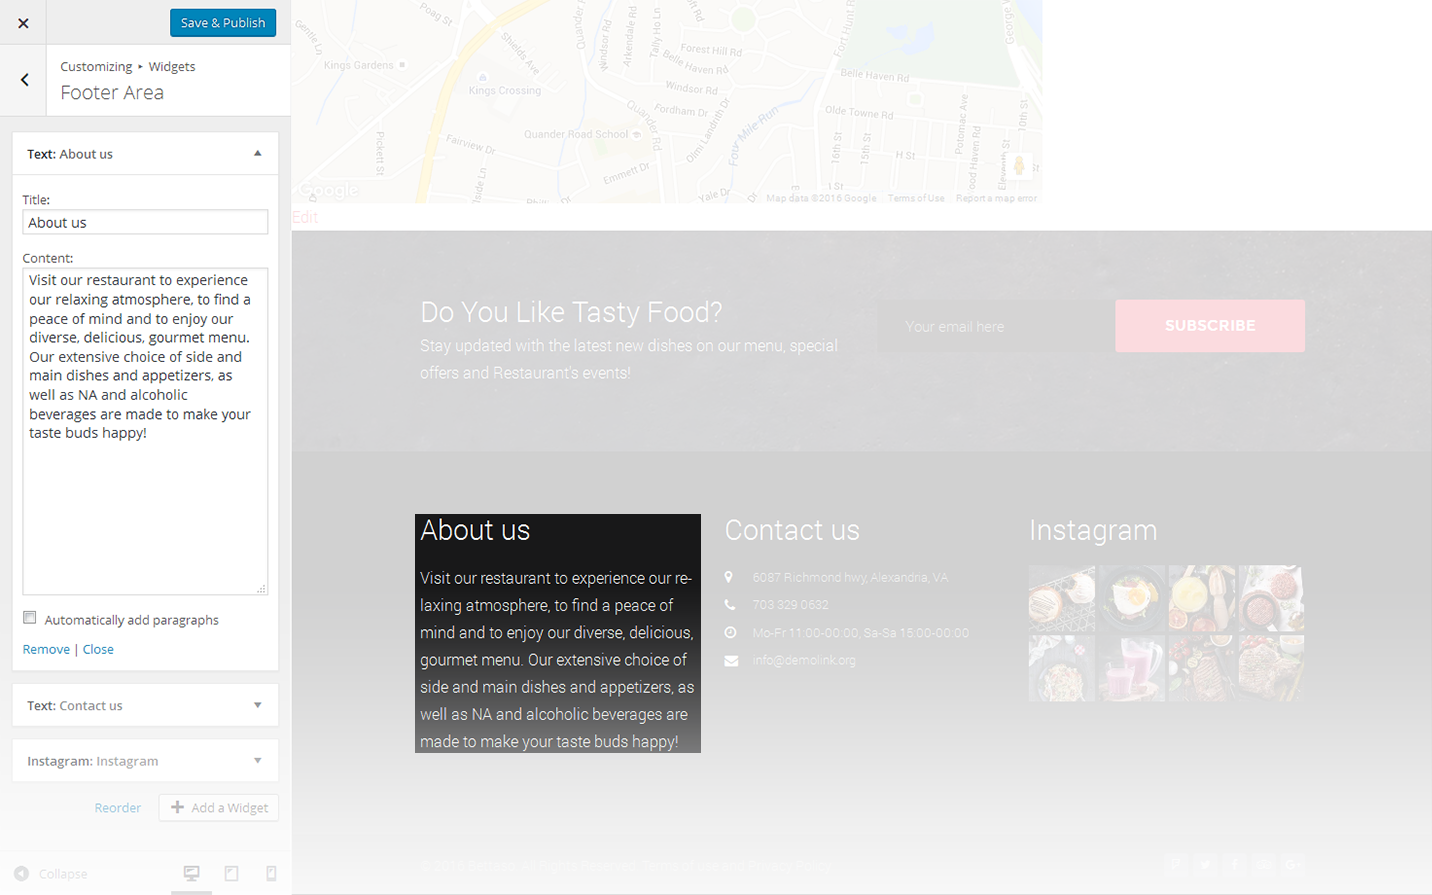 Save & Publish
Customizing ▸ Widgets
Footer Area
Text: About us
Title:
About us
Content:
Visit our restaurant to experience
our relaxing atmosphere, to find a
peace of mind and to enjoy our
diverse, delicious, gourmet menu.
Our extensive choice of side and
main dishes and appetizers, as
well as NA and alcoholic
beverages are made to make your
taste buds happy!
Automatically add paragraphs
Remove | Close
Text: Contact us
Instagram: Instagram
Reorder
Add a Widget
Collapse
Poag St
Gentle Ln
Kings Gardens
Shields Ave
Kings Crossing
Quander Rd
Windsor Rd
Arkendale Rd
Tally Ho Ln
Forest Hill Rd
Belle Haven Rd
Windsor Rd
Fort Hunt Rd
Belle Haven Rd
George W
Fordham Dr
Olde Towne Rd
Quander Road School
Quander Rd
Olmi Landrith Dr
Four Mile Run
Fairview Dr
Pickett St
Emmett Dr
Yale Dr
16th St
15th St
H St
Potomac Ave
Food Haven Rd
10th St
Eleven
side Ln
Google
Map data ©2016 Google
Terms of Use
Report a map error
Edit
Do You Like Tasty Food?
Stay updated with the latest new dishes on our menu, special
offers and Restaurant's events!
Your email here
SUBSCRIBE
About us
Visit our restaurant to experience our re-
laxing atmosphere, to find a peace of
mind and to enjoy our diverse, delicious,
gourmet menu. Our extensive choice of
side and main dishes and appetizers, as
well as NA and alcoholic beverages are
made to make your taste buds happy!
Contact us
6087 Richmond hwy, Alexandria, VA
703 329 0632
Mo-Fr 11:00-00:00, Sa-Sa 15:00-00:00
info@demolink.org
Instagram